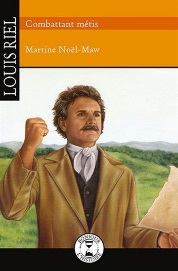 LOUIS RIEL
Combattant métis
Martine Noël-Maw